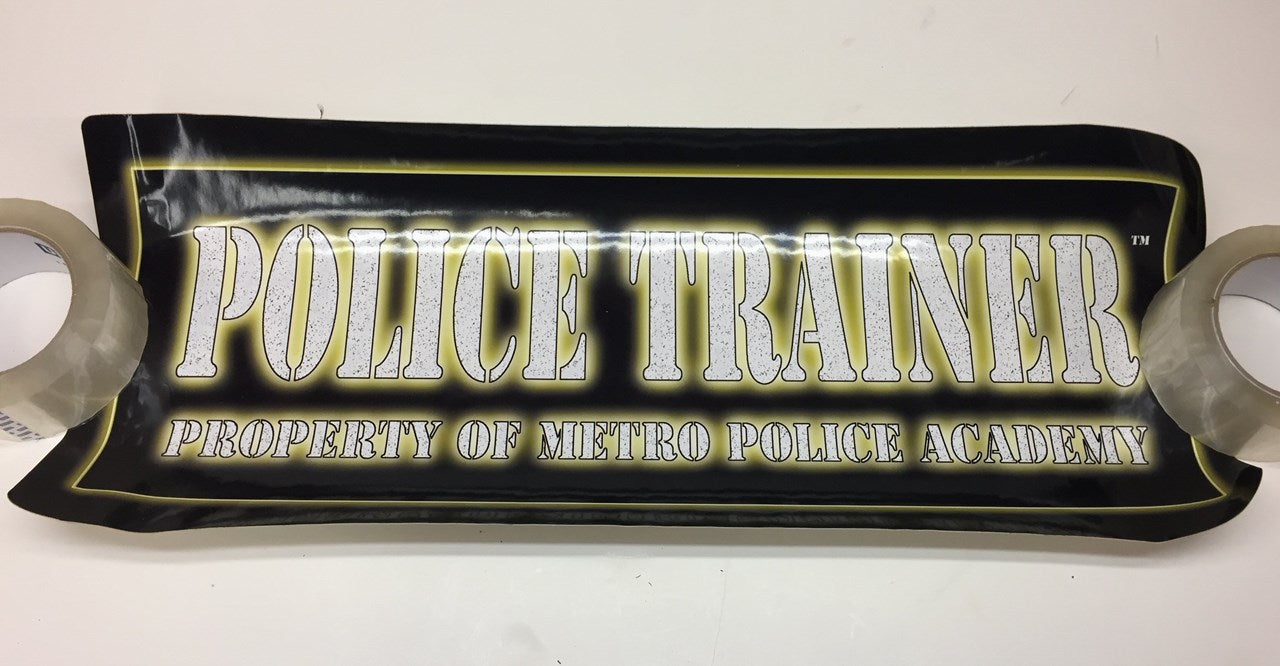 POLICE TRAINER™
PROPERTY OF METRO POLICE ACADEMY